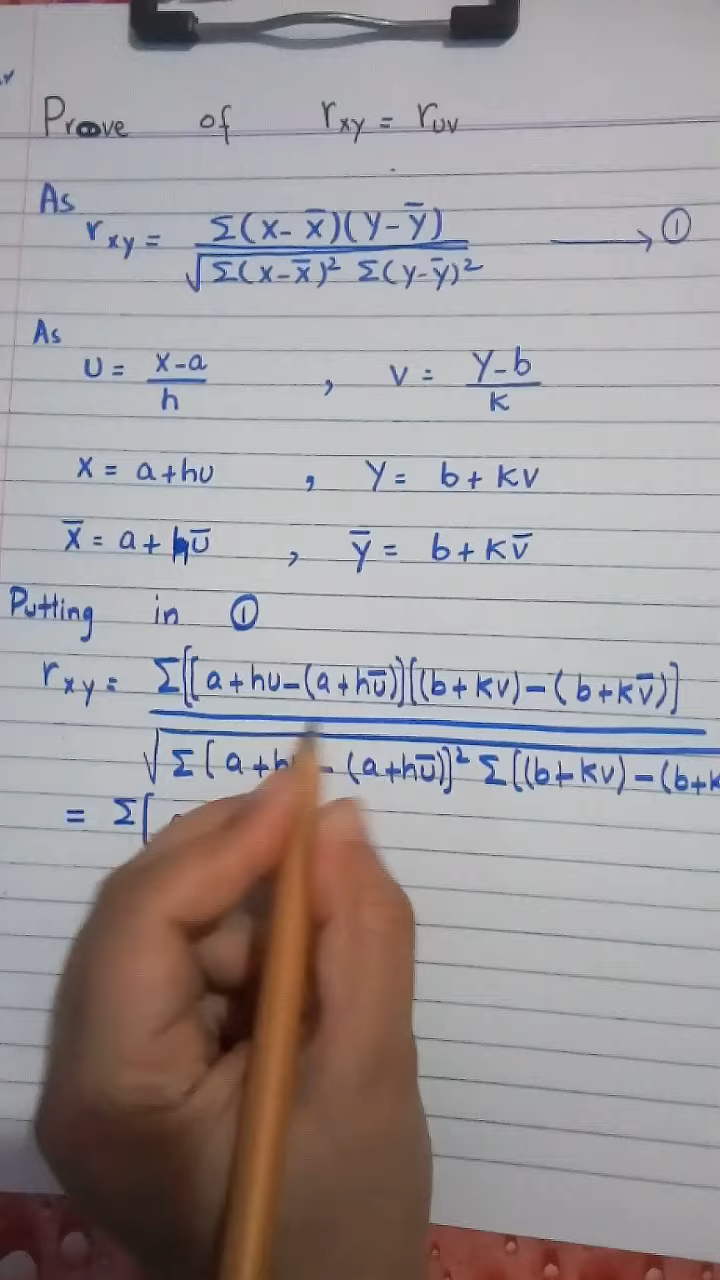 Proove of r_xy = r_uv
As
r_xy = Σ(x-x̄)(y-ȳ) / √Σ(x-x̄)² Σ(y-ȳ)² → ①
As
u = x-a / h , v = y-b / k
x = a+hu , y = b+kv
x̄ = a+hū , ȳ = b+kv̄
Putting in ①
r_xy = Σ[[a+hu-(a+hū)][(b+kv)-(b+kv̄)]
√Σ[a+h - (a+hū)]² Σ[(b+kv)-(b+k
= Σ[